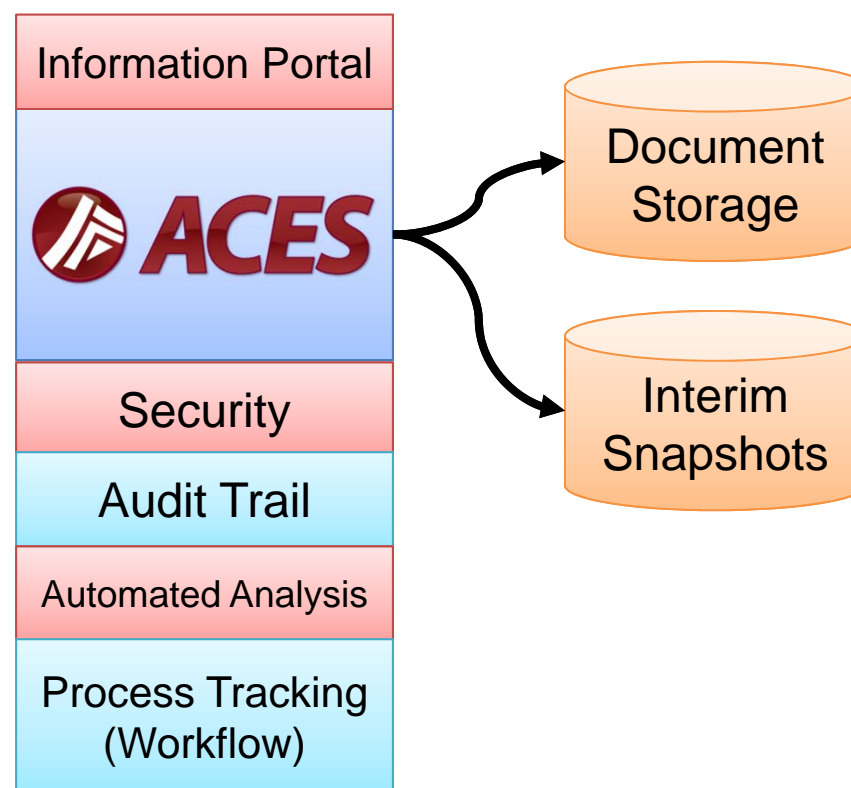 Information Portal
ACES
Security
Audit Trail
Automated Analysis
Process Tracking
(Workflow)
Document
Storage
Interim
Snapshots